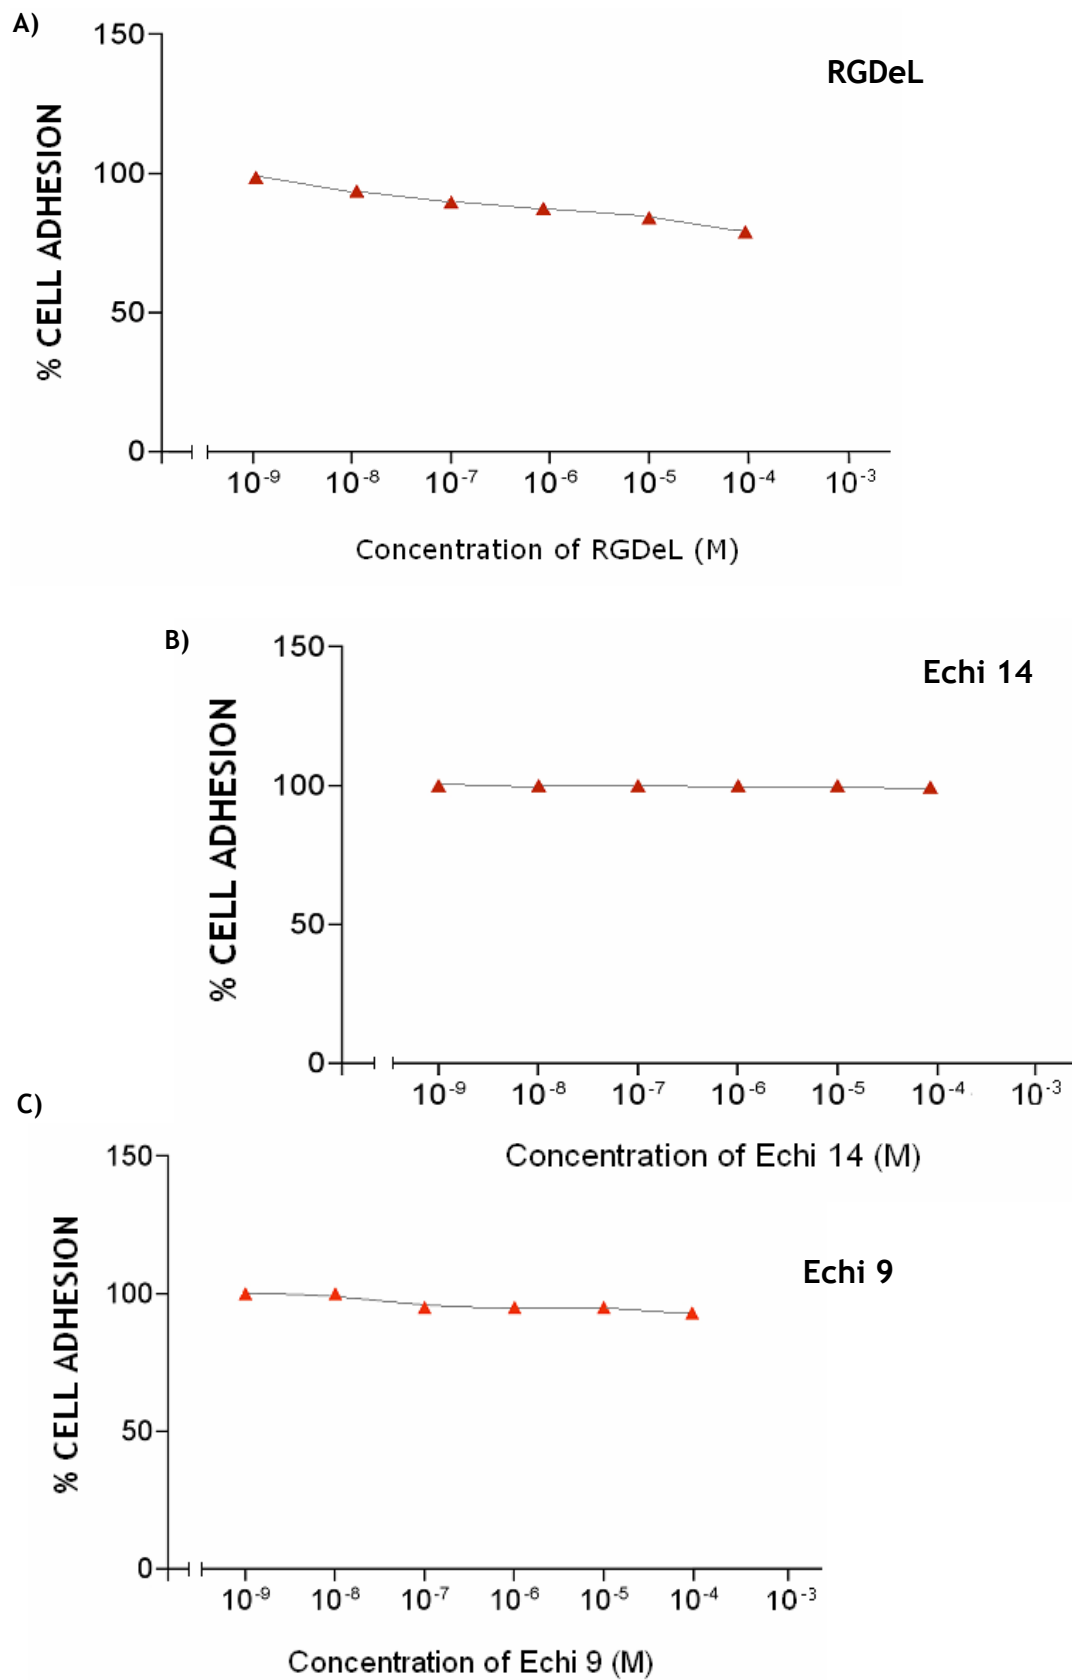 A)
RGDeL
% CELL ADHESION
150
100
50
0
10⁻⁹ 10⁻⁸ 10⁻⁷ 10⁻⁶ 10⁻⁵ 10⁻⁴ 10⁻³
Concentration of RGDeL (M)
B)
Echi 14
% CELL ADHESION
150
100
50
0
10⁻⁹ 10⁻⁸ 10⁻⁷ 10⁻⁶ 10⁻⁵ 10⁻⁴ 10⁻³
Concentration of Echi 14 (M)
C)
Echi 9
% CELL ADHESION
150
100
50
0
10⁻⁹ 10⁻⁸ 10⁻⁷ 10⁻⁶ 10⁻⁵ 10⁻⁴ 10⁻³
Concentration of Echi 9 (M)